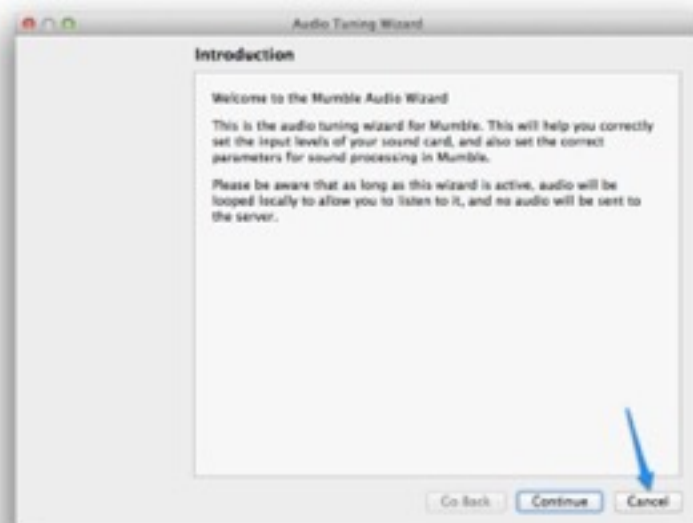 Audio Tuning Wizard
Introduction
Welcome to the Mumble Audio Wizard
This is the audio tuning wizard for Mumble. This will help you correctly
set the input levels of your sound card, and also set the correct
parameters for sound processing in Mumble.
Please be aware that as long as this wizard is active, audio will be
looped locally to allow you to listen to it, and no audio will be sent to
the server.
Go Back
Continue
Cancel